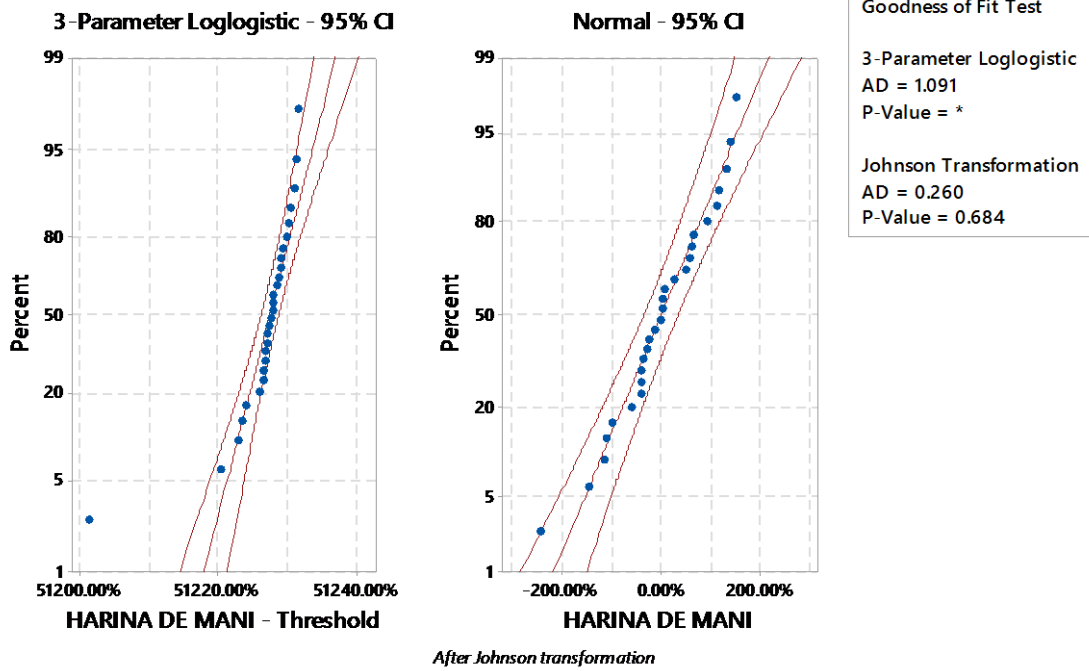 3-Parameter Loglogistic - 95% CI
99
95
80
50
20
5
1
Percent
51200.00% 51220.00% 51240.00%
HARINA DE MANI - Threshold
Normal - 95% CI
99
95
80
50
20
5
1
Percent
-200.00% 0.00% 200.00%
HARINA DE MANI
After Johnson transformation
Goodness of Fit Test
3-Parameter Loglogistic
AD = 1.091
P-Value = *
Johnson Transformation
AD = 0.260
P-Value = 0.684